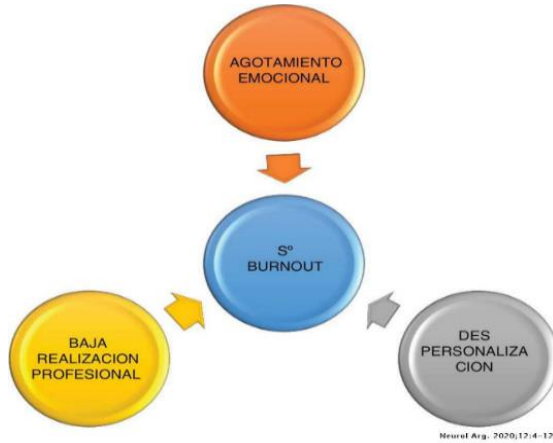 AGOTAMIENTO
EMOCIONAL
Sº
BURNOUT
BAJA
REALIZACION
PROFESIONAL
DES
PERSONALIZA
CION
Neurol Arg. 2020;12:4-12